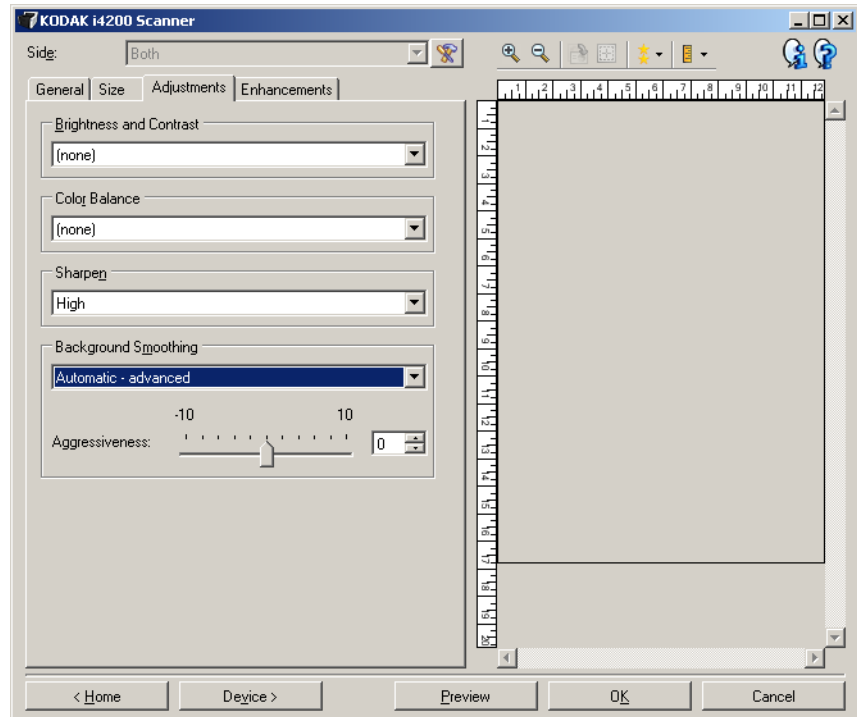 KODAK i4200 Scanner
Side: Both
General Size Adjustments Enhancements
Brightness and Contrast
(none)
Color Balance
(none)
Sharpen
High
Background Smoothing
Automatic - advanced
-10 10
Aggressiveness: 0
1 2 3 4 5 6 7 8 9 10 11 12
1
2
3
4
5
6
7
8
9
10
11
12
13
14
15
16
17
18
19
20
< Home Device > Preview OK Cancel